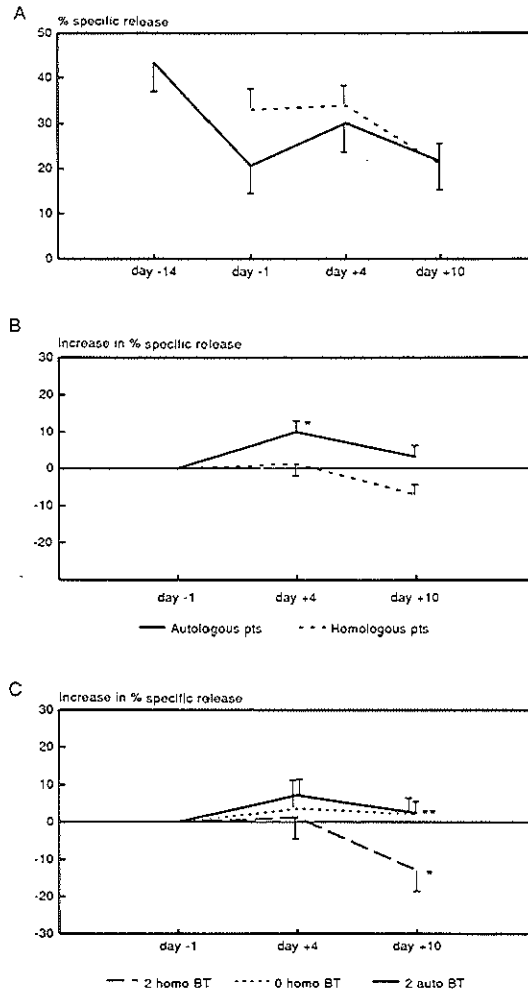 A
% specific release
50
40
30
20
10
0
day -14 day -1 day +4 day +10
B
Increase in % specific release
30
20
10
0
-10
-20
*
day -1 day +4 day +10
Autologous pts Homologous pts
C
Increase in % specific release
30
20
10
0
-10
-20
-30
**
*
day -1 day +4 day +10
2 homo BT 0 homo BT 2 auto BT